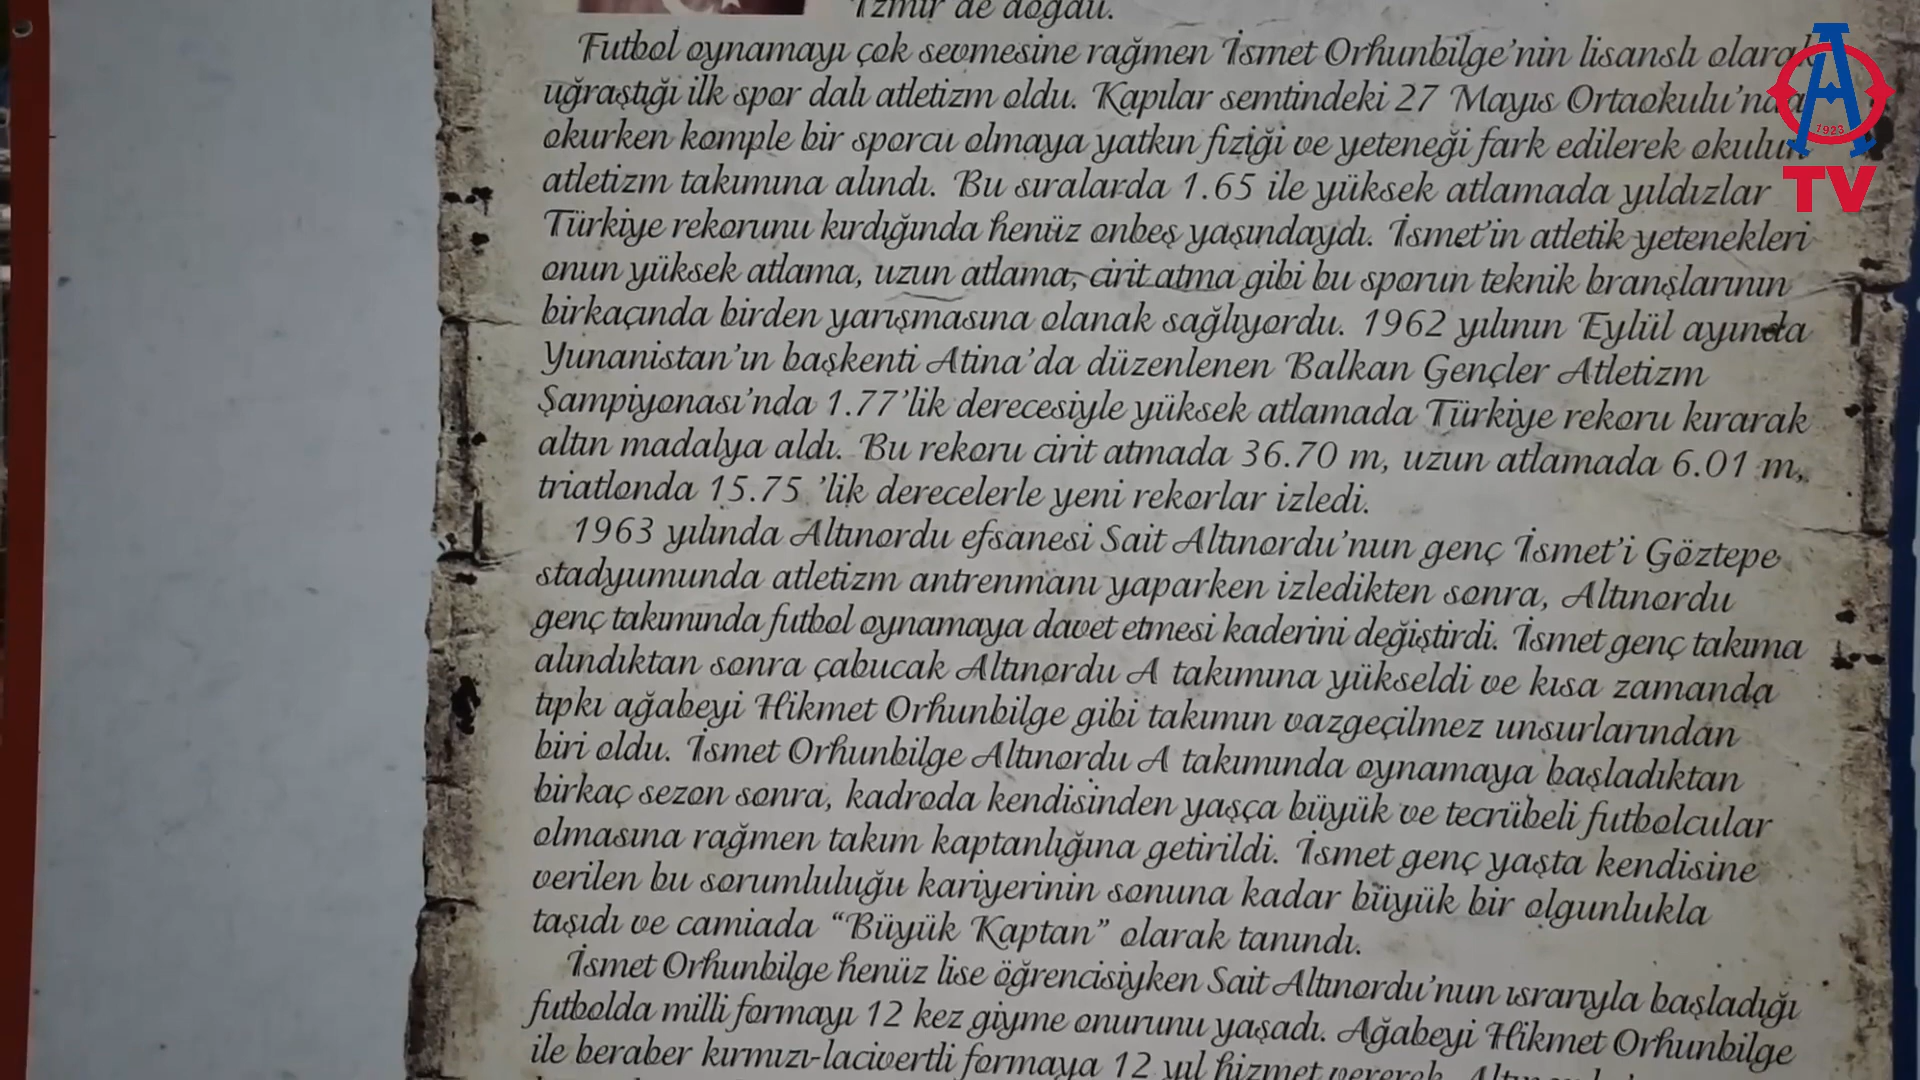 İzmir'de doğdu.
Futbol oynamayı çok sevmesine rağmen İsmet Orhunbilge'nin lisanslı olarak
uğraştığı ilk spor dalı atletizm oldu. Kapılar semtindeki 27 Mayıs Ortaokulu'nda
okurken komple bir sporcu olmaya yatkın fiziği ve yeteneği fark edilerek okulun
atletizm takımına alındı. Bu sıralarda 1.65 ile yüksek atlamada yıldızlar
Türkiye rekorunu kırdığında henüz onbeş yaşındaydı. İsmet'in atletik yetenekleri
onun yüksek atlama, uzun atlama, cirit atma gibi bu sporun teknik branşlarının
birkaçında birden yarışmasına olanak sağlıyordu. 1962 yılının Eylül ayında
Yunanistan'ın başkenti Atina'da düzenlenen Balkan Gençler Atletizm
Şampiyonası'nda 1.77'lik derecesiyle yüksek atlamada Türkiye rekoru kırarak
altın madalya aldı. Bu rekoru cirit atmada 36.70 m, uzun atlamada 6.01 m,
triatlonda 15.75 'lik derecelerle yeni rekorlar izledi.
1963 yılında Altınordu efsanesi Sait Altınordu'nun genç İsmet'i Göztepe
stadyumunda atletizm antrenmanı yaparken izledikten sonra, Altınordu
genç takımında futbol oynamaya davet etmesi kaderini değiştirdi. İsmet genç takıma
alındıktan sonra çabucak Altınordu A takımına yükseldi ve kısa zamanda
tıpkı ağabeyi Hikmet Orhunbilge gibi takımın vazgeçilmez unsurlarından
biri oldu. İsmet Orhunbilge Altınordu A takımında oynamaya başladıktan
birkaç sezon sonra, kadroda kendisinden yaşça büyük ve tecrübeli futbolcular
olmasına rağmen takım kaptanlığına getirildi. İsmet genç yaşta kendisine
verilen bu sorumluluğu kariyerinin sonuna kadar büyük bir olgunlukla
taşıdı ve camiada “Büyük Kaptan” olarak tanındı.
İsmet Orhunbilge henüz lise öğrencisiyken Sait Altınordu'nun ısrarıyla başladığı
futbolda milli formayı 12 kez giyme onurunu yaşadı. Ağabeyi Hikmet Orhunbilge
ile beraber kırmızı-lacivertli formaya 12 yıl hizmet vererek
A
1923
TV